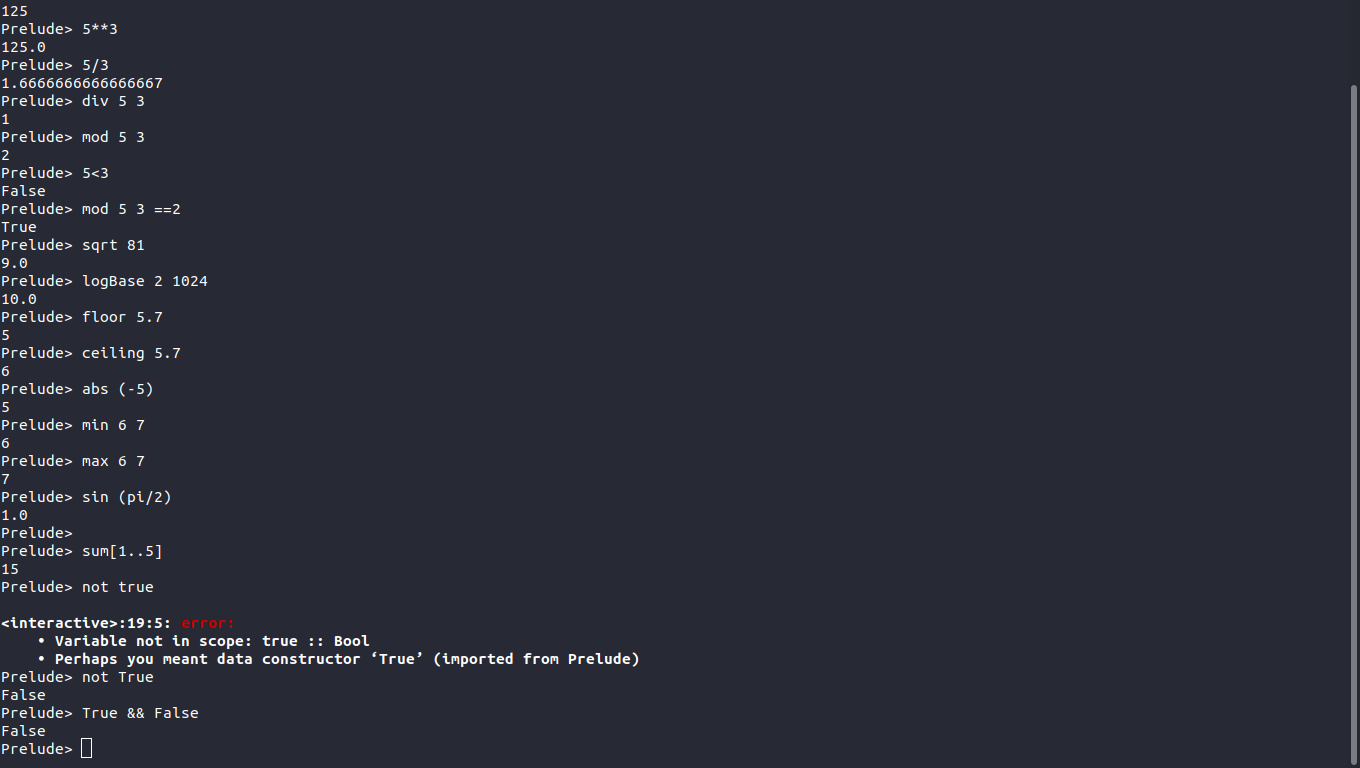 125
Prelude> 5**3
125.0
Prelude> 5/3
1.6666666666666667
Prelude> div 5 3
1
Prelude> mod 5 3
2
Prelude> 5<3
False
Prelude> mod 5 3 ==2
True
Prelude> sqrt 81
9.0
Prelude> logBase 2 1024
10.0
Prelude> floor 5.7
5
Prelude> ceiling 5.7
6
Prelude> abs (-5)
5
Prelude> min 6 7
6
Prelude> max 6 7
7
Prelude> sin (pi/2)
1.0
Prelude>
Prelude> sum[1..5]
15
Prelude> not true

<interactive>:19:5: error:
    • Variable not in scope: true :: Bool
    • Perhaps you meant data constructor ‘True’ (imported from Prelude)
Prelude> not True
False
Prelude> True && False
False
Prelude>